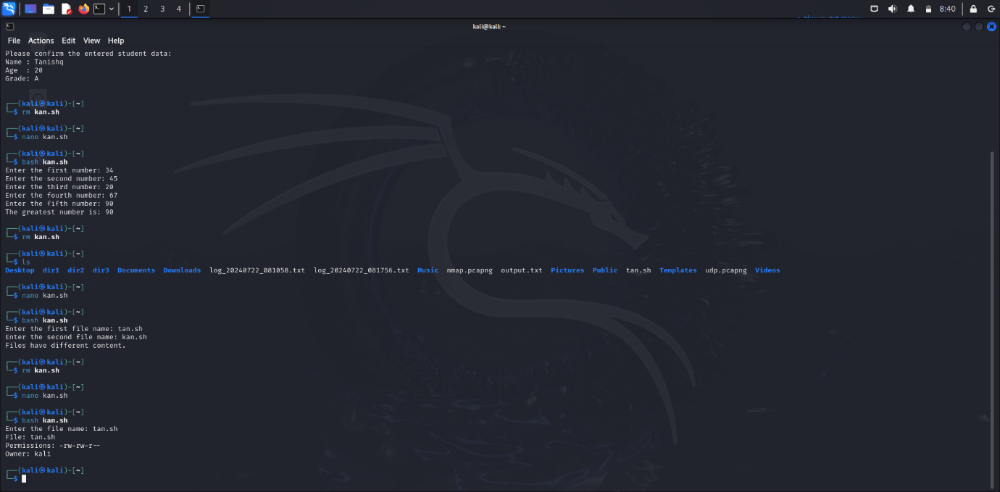 1 2 3 4
8:40
kali@kali: ~
File Actions Edit View Help
Please confirm the entered student data:
Name : Tanishq
Age  : 20
Grade: A
┌──(kali㉿kali)-[~]
└─$ rm kan.sh
┌──(kali㉿kali)-[~]
└─$ nano kan.sh
┌──(kali㉿kali)-[~]
└─$ bash kan.sh
Enter the first number: 34
Enter the second number: 45
Enter the third number: 20
Enter the fourth number: 67
Enter the fifth number: 90
The greatest number is: 90
┌──(kali㉿kali)-[~]
└─$ rm kan.sh
┌──(kali㉿kali)-[~]
└─$ ls
Desktop  dir1  dir2  dir3  Documents  Downloads  log_20240722_081058.txt  log_20240722_081756.txt  Music  nmap.pcapng  output.txt  Pictures  Public  tan.sh  Templates  udp.pcapng  Videos
┌──(kali㉿kali)-[~]
└─$ nano kan.sh
┌──(kali㉿kali)-[~]
└─$ bash kan.sh
Enter the first file name: tan.sh
Enter the second file name: kan.sh
Files have different content.
┌──(kali㉿kali)-[~]
└─$ rm kan.sh
┌──(kali㉿kali)-[~]
└─$ nano kan.sh
┌──(kali㉿kali)-[~]
└─$ bash kan.sh
Enter the file name: tan.sh
File: tan.sh
Permissions: -rw-rw-r--
Owner: kali
┌──(kali㉿kali)-[~]
└─$